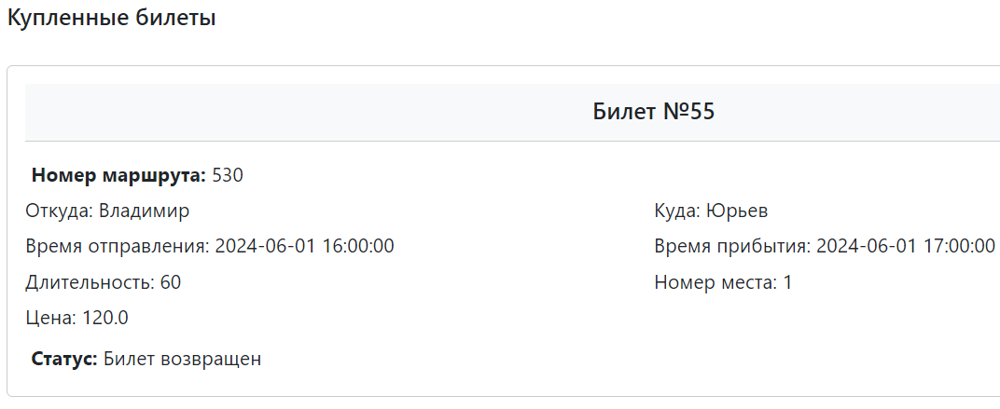 Купленные билеты
Билет №55
Номер маршрута: 530
Откуда: Владимир Куда: Юрьев
Время отправления: 2024-06-01 16:00:00 Время прибытия: 2024-06-01 17:00:00
Длительность: 60 Номер места: 1
Цена: 120.0
Статус: Билет возвращен